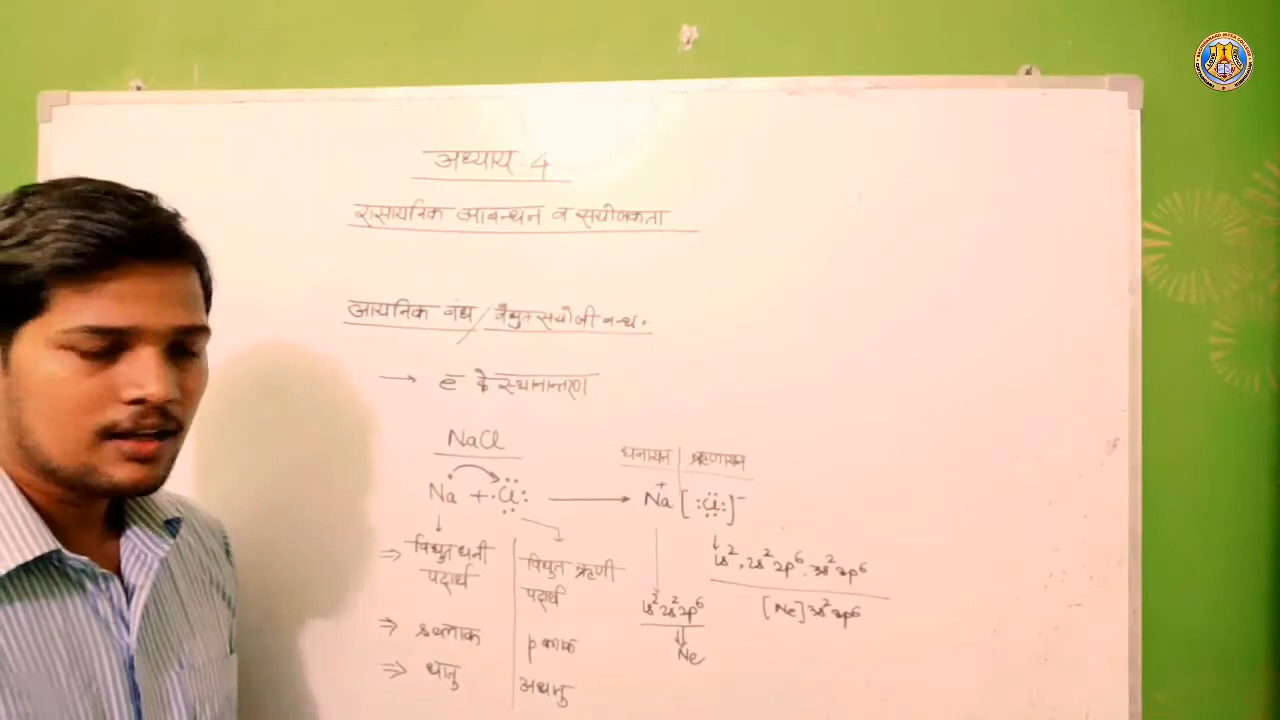 अध्याय - 4
रासायनिक आबन्धन व संयोजकता
आयनिक बंध / वैद्युत संयोजी बन्ध.
→ e̅ के स्थानान्तरण
NaCl
धनायन | ऋणायन
Na + Cl → Na⁺ [:Cl:]⁻
विद्युत धनी पदार्थ
विद्युत ऋणी पदार्थ
1s², 2s² 2p⁶, 3s² 3p⁶
[Ne] 3s² 3p⁶
1s² 2s² 2p⁶
Ne
⇒ s ब्लाक
p ब्लाक
⇒ धातु
अधातु